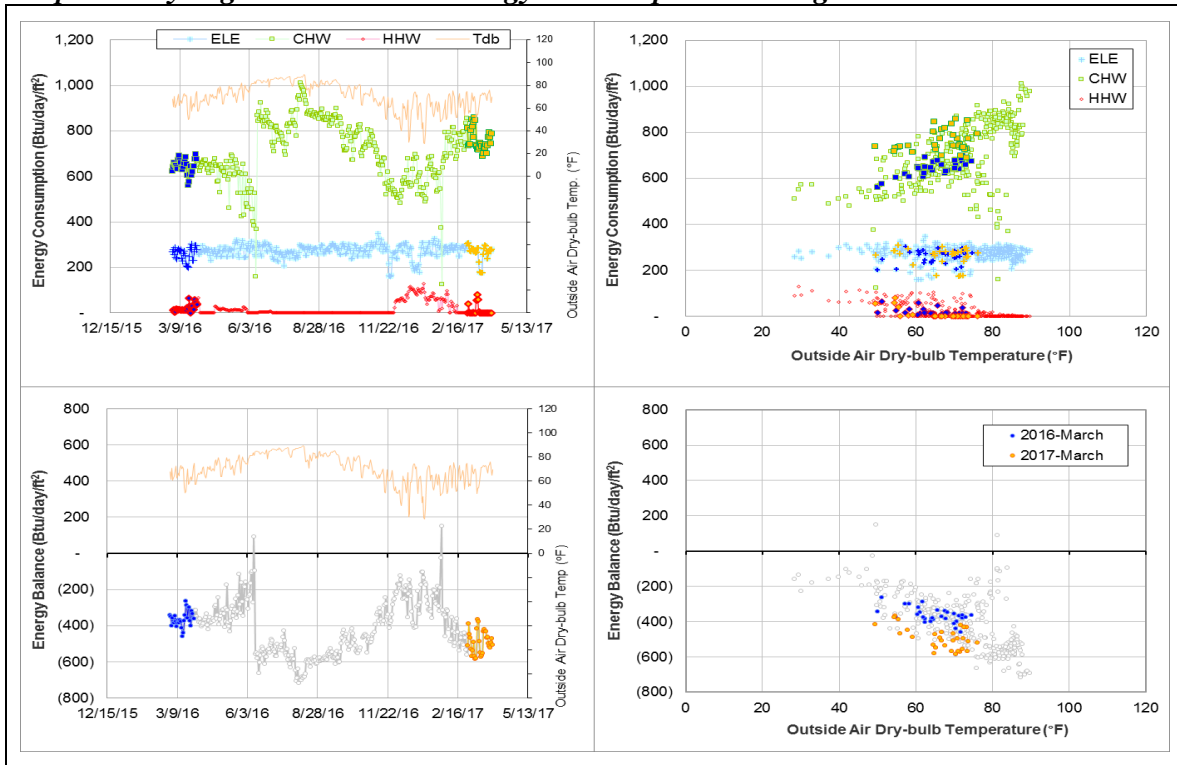 ELE CHW HHW Tdb
1,200
1,000
800
600
400
200
-
120
100
80
60
40
20
0
Energy Consumption (Btu/day/ft²)
Outside Air Dry-bulb Temp. (°F)
12/15/15 3/9/16 6/3/16 8/28/16 11/22/16 2/16/17 5/13/17
ELE
CHW
HHW
1,200
1,000
800
600
400
200
-
Energy Consumption (Btu/day/ft²)
0 20 40 60 80 100 120
Outside Air Dry-bulb Temperature (°F)
800
600
400
200
-
(200)
(400)
(600)
(800)
120
100
80
60
40
20
0
Energy Balance (Btu/day/ft²)
Outside Air Dry-bulb Temp (°F)
12/15/15 3/9/16 6/3/16 8/28/16 11/22/16 2/16/17 5/13/17
2016-March
2017-March
800
600
400
200
-
(200)
(400)
(600)
(800)
Energy Balance (Btu/day/ft²)
0 20 40 60 80 100 120
Outside Air Dry-bulb Temperature (°F)